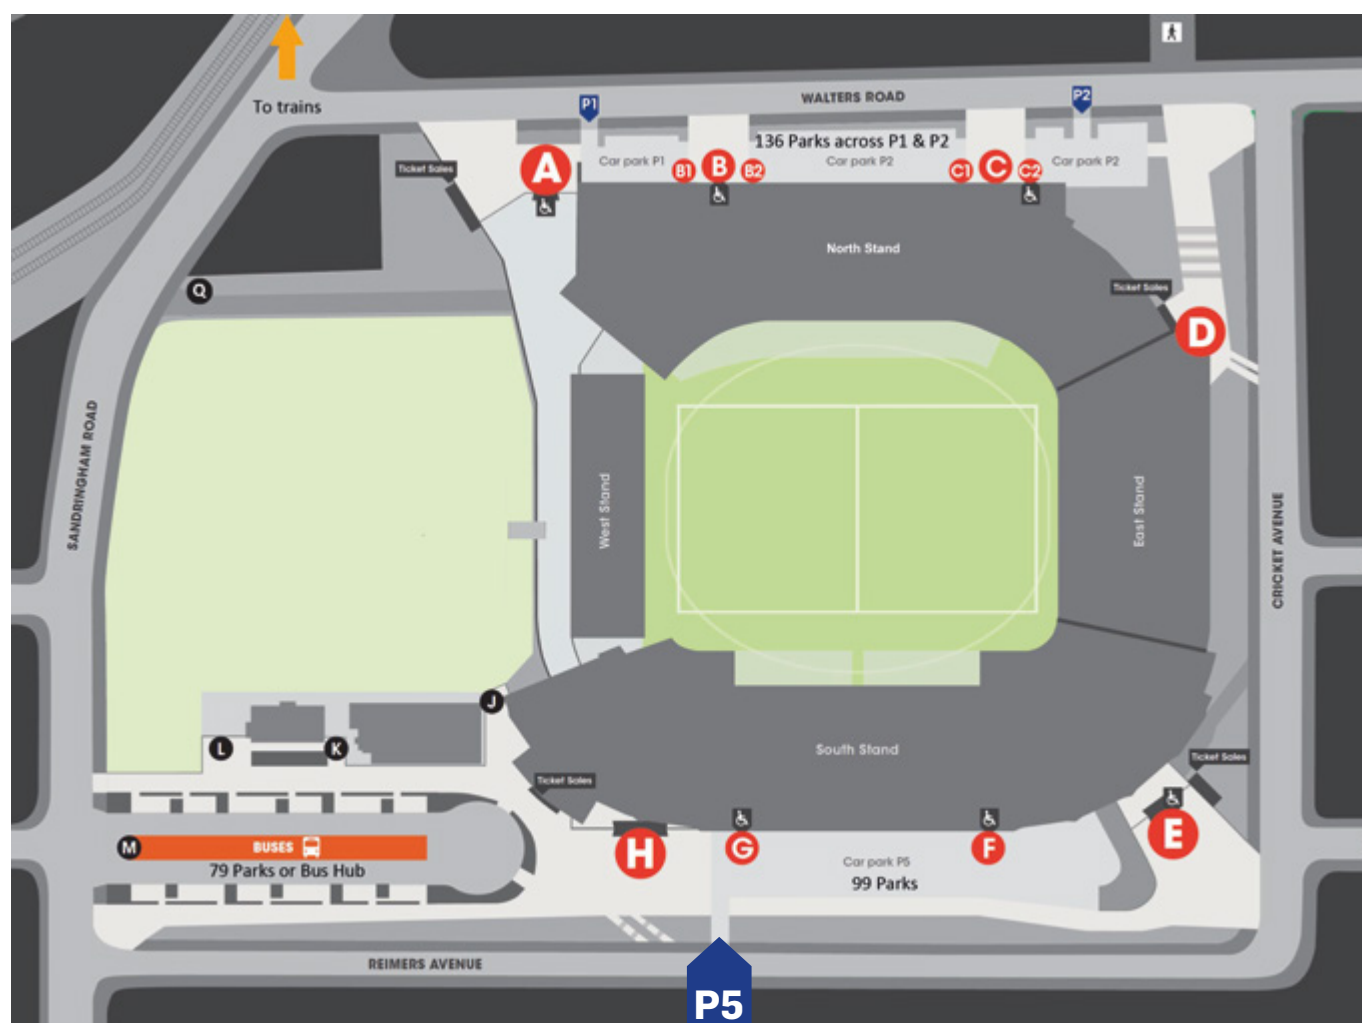 To trains
WALTERS ROAD
P1
P2
136 Parks across P1 & P2
Ticket Sales
A
Car park P1
B1
B
B2
Car park P2
C1
C
C2
Car park P2
North Stand
Q
Ticket Sales
D
SANDRINGHAM ROAD
West Stand
East Stand
CRICKET AVENUE
J
L
K
South Stand
Ticket Sales
Ticket Sales
M
BUSES
79 Parks or Bus Hub
H
G
F
E
Car park P5
99 Parks
REIMERS AVENUE
P5